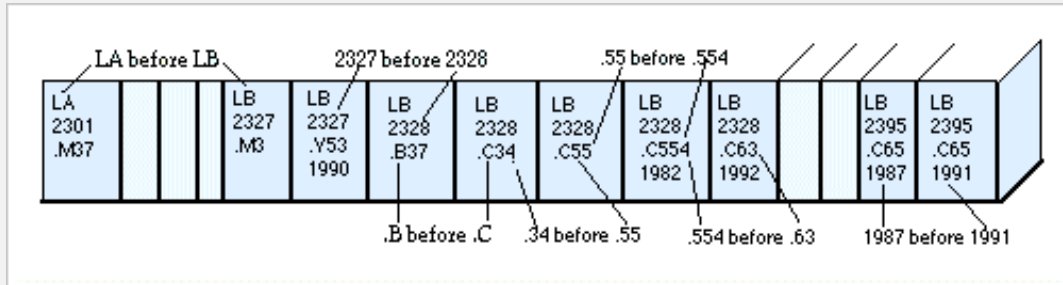 LA before LB
2327 before 2328
.55 before .554
LA
2301
.M37
LB
2327
.M3
LB
2327
.Y53
1990
LB
2328
.B37
LB
2328
.C34
LB
2328
.C55
LB
2328
.C554
1982
LB
2328
.C63
1992
LB
2395
.C65
1987
LB
2395
.C65
1991
.B before .C
.34 before .55
.554 before .63
1987 before 1991